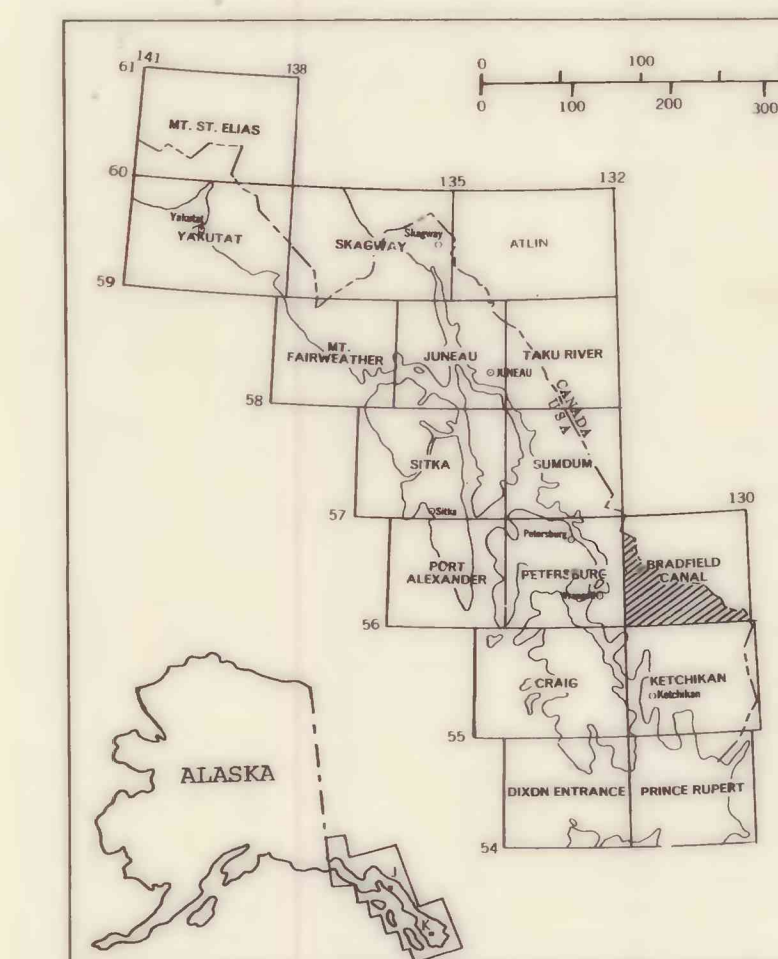 141
61
138
0 100
0 100 200 300
MT. ST. ELIAS
60
135
132
Yakutat
YAKUTAT
SKAGWAY
Skagway
ATLIN
59
MT.
FAIRWEATHER
JUNEAU
JUNEAU
TAKU RIVER
58
CANADA
USA
SITKA
SUMDUM
Sitka
57
130
Petersburg
PORT
ALEXANDER
PETERSBURG
BRADFIELD
CANAL
56
CRAIG
KETCHIKAN
Ketchikan
55
ALASKA
DIXON ENTRANCE
PRINCE RUPERT
54
J
K